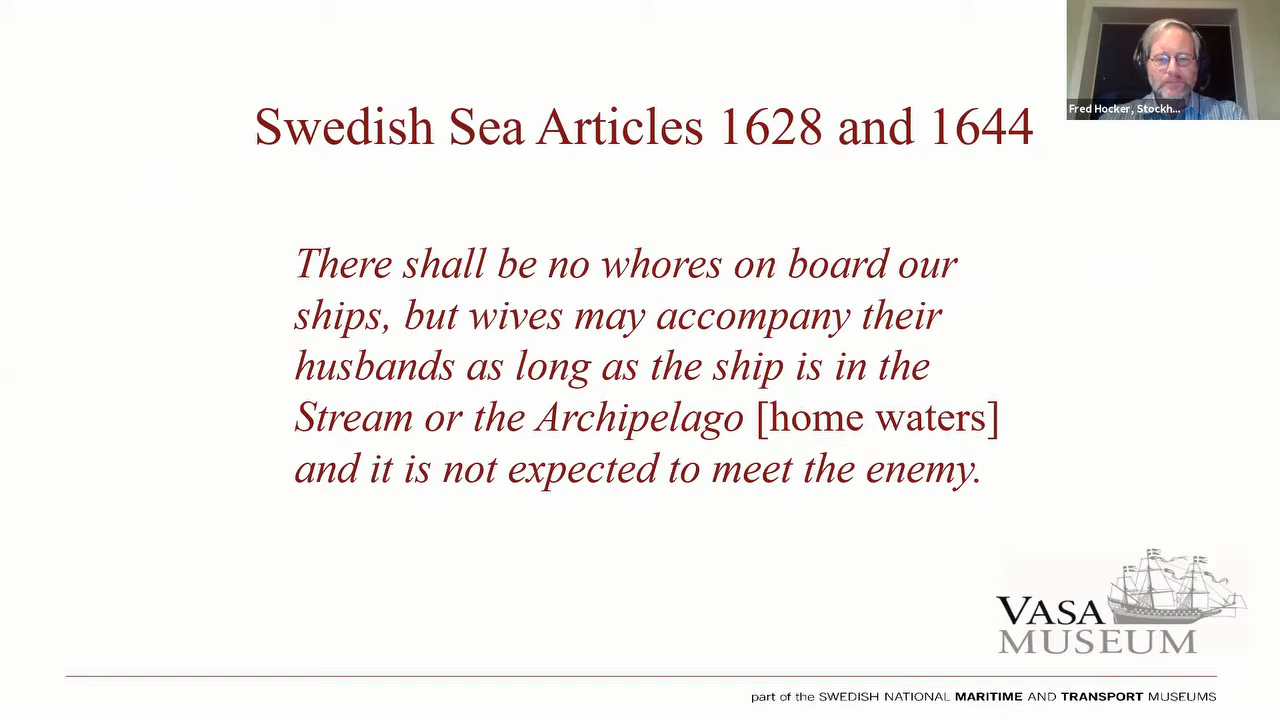 Fred Hocker, Stockh...
Swedish Sea Articles 1628 and 1644
There shall be no whores on board our
ships, but wives may accompany their
husbands as long as the ship is in the
Stream or the Archipelago [home waters]
and it is not expected to meet the enemy.
VASA
MUSEUM
part of the SWEDISH NATIONAL MARITIME AND TRANSPORT MUSEUMS